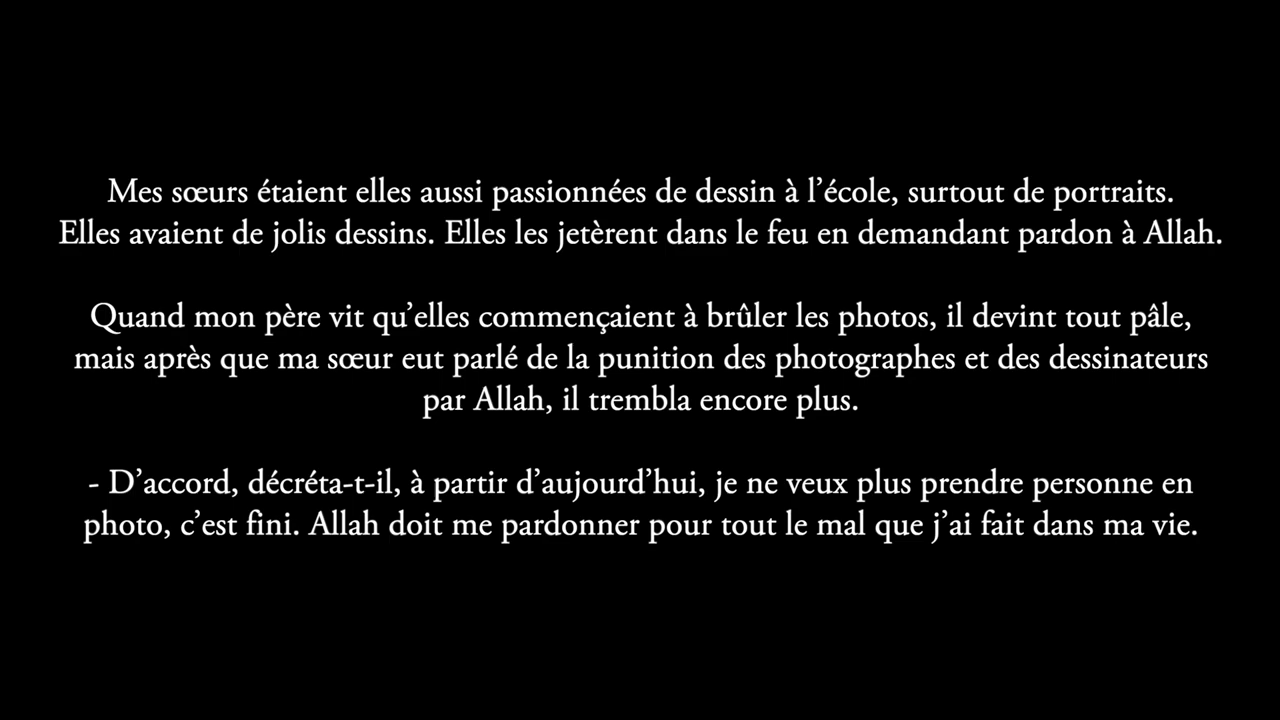 Mes sœurs étaient elles aussi passionnées de dessin à l’école, surtout de portraits.
Elles avaient de jolis dessins. Elles les jetèrent dans le feu en demandant pardon à Allah.
Quand mon père vit qu’elles commençaient à brûler les photos, il devint tout pâle,
mais après que ma sœur eut parlé de la punition des photographes et des dessinateurs
par Allah, il trembla encore plus.
- D’accord, décréta-t-il, à partir d’aujourd’hui, je ne veux plus prendre personne en
photo, c’est fini. Allah doit me pardonner pour tout le mal que j’ai fait dans ma vie.